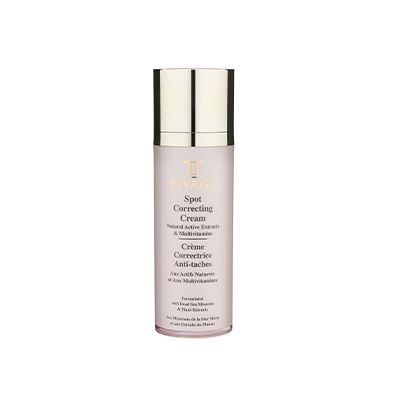 RIVAGE
Spot
Correcting
Cream
Natural Active Extracts
& Multivitamins
Crème
Correctrice
Anti-taches
Aux Actifs Naturels
et Aux Multivitamines
Formulated
with Dead Sea Minerals
& Plant Extracts
Aux Mineraux de la Mer Morte
et aux Extraits de Plantes